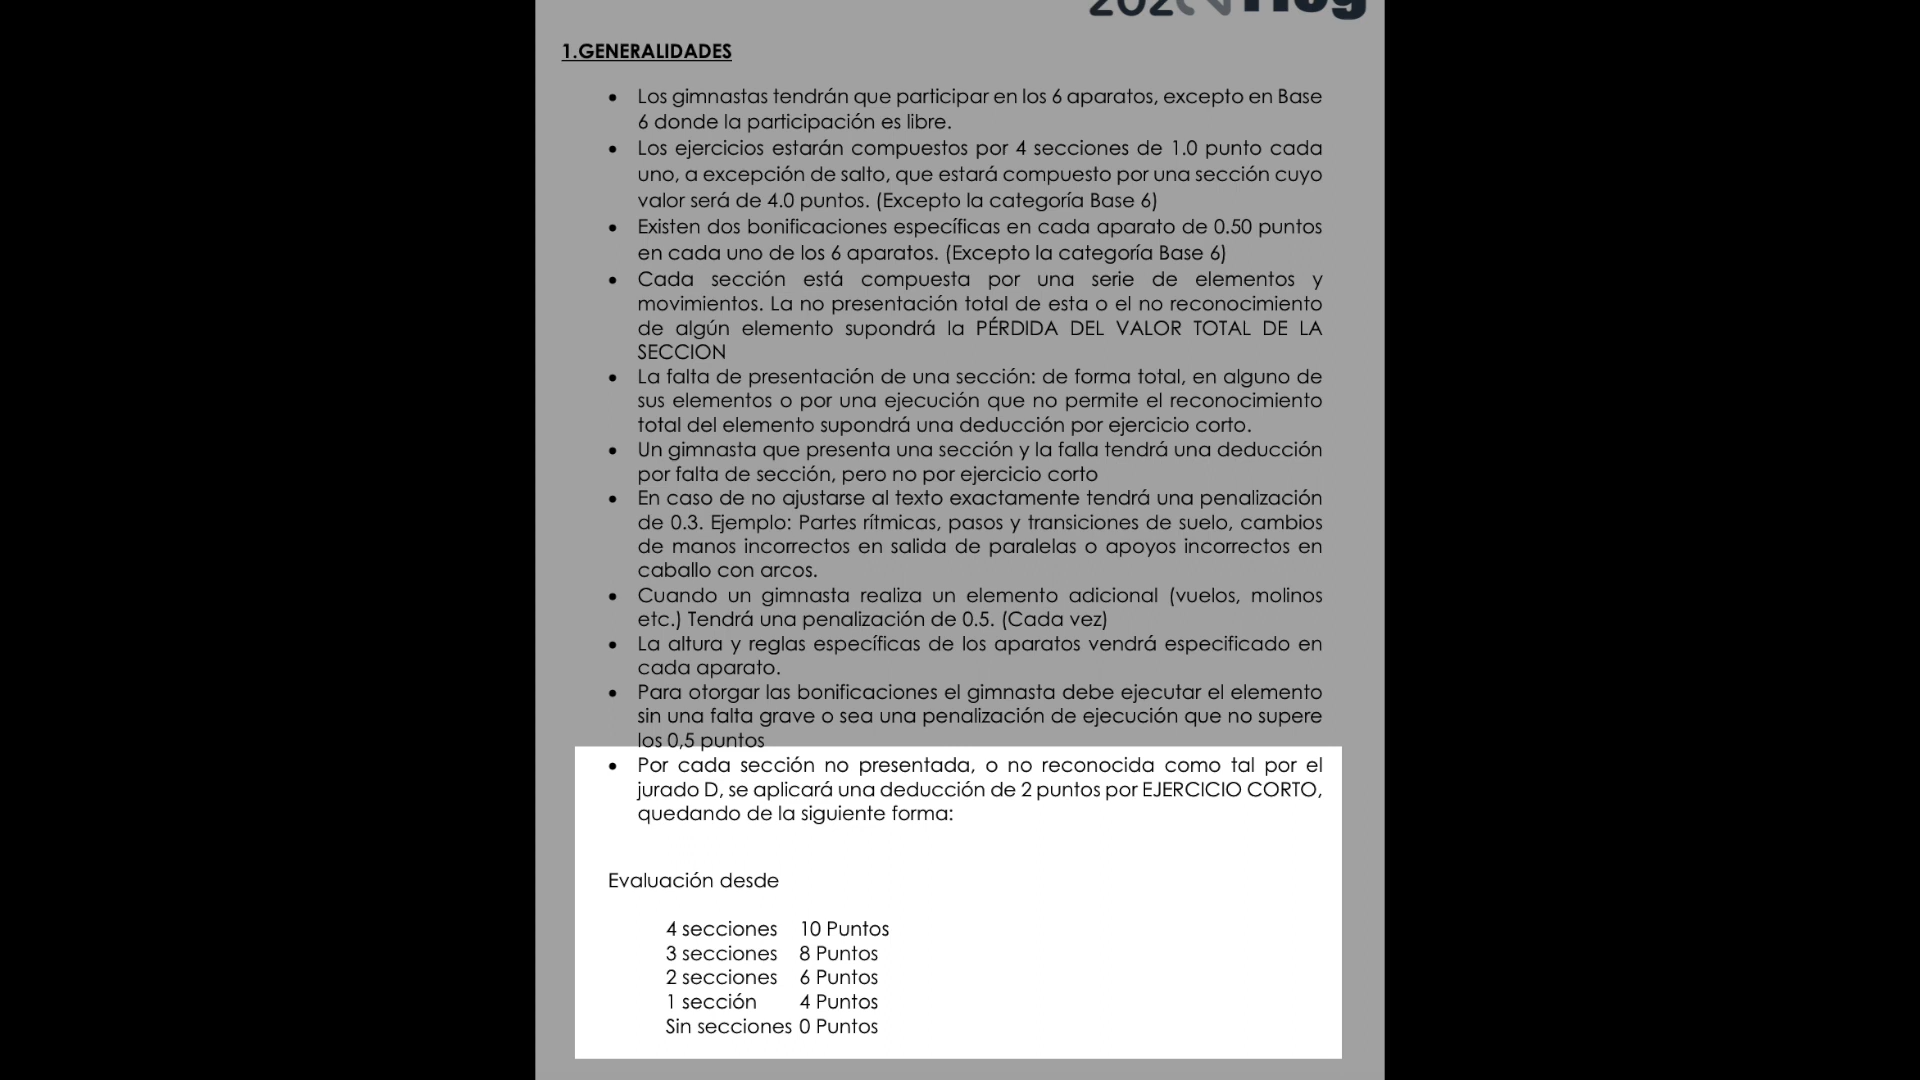 1.GENERALIDADES
• Los gimnastas tendrán que participar en los 6 aparatos, excepto en Base
6 donde la participación es libre.
• Los ejercicios estarán compuestos por 4 secciones de 1.0 punto cada
uno, a excepción de salto, que estará compuesto por una sección cuyo
valor será de 4.0 puntos. (Excepto la categoría Base 6)
• Existen dos bonificaciones específicas en cada aparato de 0.50 puntos
en cada uno de los 6 aparatos. (Excepto la categoría Base 6)
• Cada sección está compuesta por una serie de elementos y
movimientos. La no presentación total de esta o el no reconocimiento
de algún elemento supondrá la PÉRDIDA DEL VALOR TOTAL DE LA
SECCION
• La falta de presentación de una sección: de forma total, en alguno de
sus elementos o por una ejecución que no permite el reconocimiento
total del elemento supondrá una deducción por ejercicio corto.
• Un gimnasta que presenta una sección y la falla tendrá una deducción
por falta de sección, pero no por ejercicio corto
• En caso de no ajustarse al texto exactamente tendrá una penalización
de 0.3. Ejemplo: Partes rítmicas, pasos y transiciones de suelo, cambios
de manos incorrectos en salida de paralelas o apoyos incorrectos en
caballo con arcos.
• Cuando un gimnasta realiza un elemento adicional (vuelos, molinos
etc.) Tendrá una penalización de 0.5. (Cada vez)
• La altura y reglas específicas de los aparatos vendrá especificado en
cada aparato.
• Para otorgar las bonificaciones el gimnasta debe ejecutar el elemento
sin una falta grave o sea una penalización de ejecución que no supere
los 0,5 puntos
• Por cada sección no presentada, o no reconocida como tal por el
jurado D, se aplicará una deducción de 2 puntos por EJERCICIO CORTO,
quedando de la siguiente forma:
Evaluación desde
4 secciones 10 Puntos
3 secciones 8 Puntos
2 secciones 6 Puntos
1 sección 4 Puntos
Sin secciones 0 Puntos